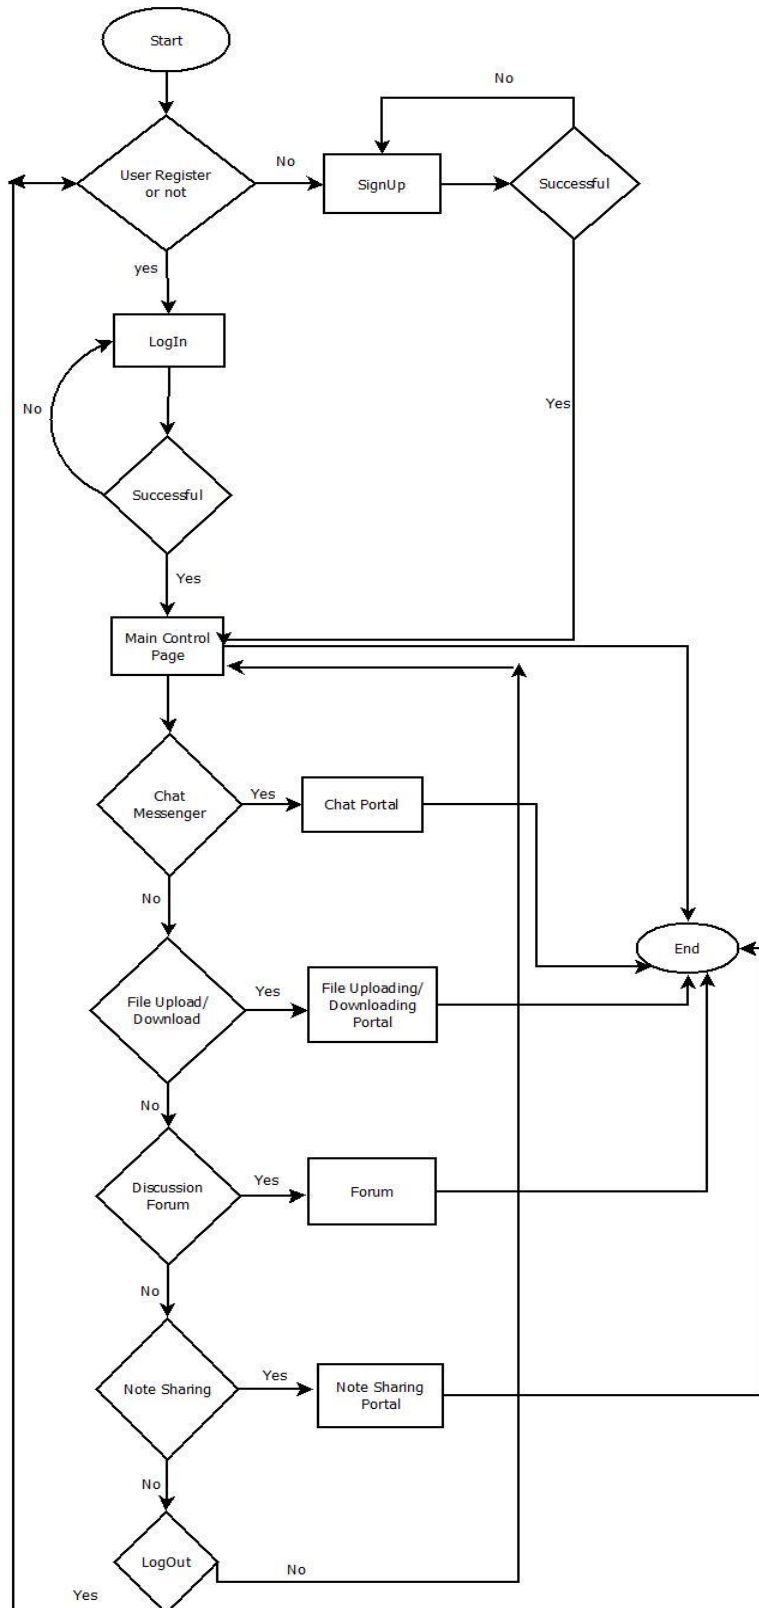 Start
No
User Register
or not
No
SignUp
Successful
yes
LogIn
No
Yes
Successful
Yes
Main Control
Page
Chat
Messenger
Yes
Chat Portal
No
End
File Upload/
Download
Yes
File Uploading/
Downloading
Portal
No
Discussion
Forum
Yes
Forum
No
Note Sharing
Yes
Note Sharing
Portal
No
LogOut
No
Yes